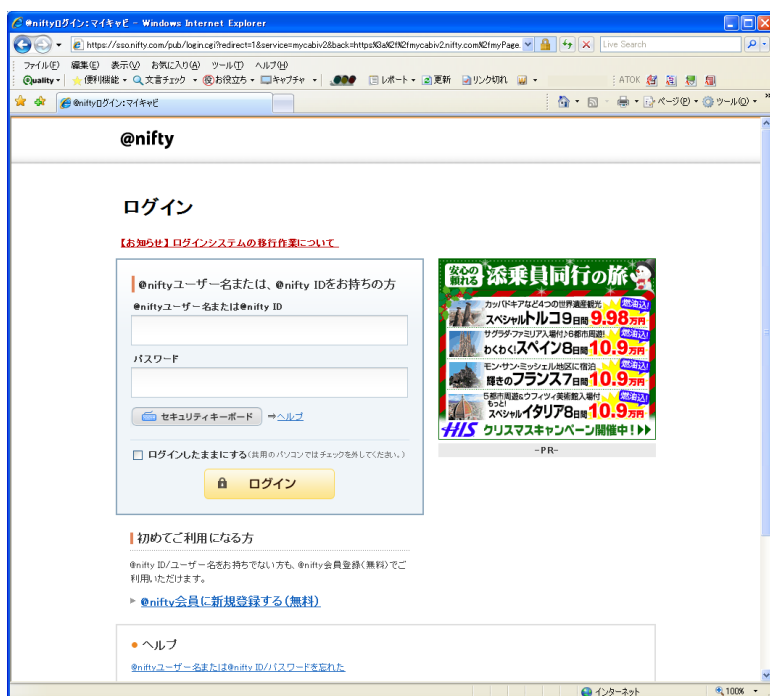 @niftyログイン:マイキャビ - Windows Internet Explorer
https://sso.nifty.com/pub/login.cgi?redirect=1&service=mycabiv2&back=https%3a%2f%2fmycabiv2.nifty.com%2fmyPage.
Live Search
ファイル(F) 編集(E) 表示(V) お気に入り(A) ツール(T) ヘルプ(H)
Quality 便利機能 文言チェック お役立ち キャプチャ レポート 更新 リンク切れ ATOK
@niftyログイン:マイキャビ ページ(P) ツール(O)
@nifty
ログイン
【お知らせ】ログインシステムの移行作業について
@niftyユーザー名または、@nifty IDをお持ちの方
@niftyユーザー名または@nifty ID
パスワード
セキュリティキーボード ⇒ヘルプ
ログインしたままにする(共用のパソコンではチェックを外してください。)
ログイン
安心の頼れる 添乗員同行の旅
カッパドキアなど4つの世界遺産観光 燃油込!
スペシャルトルコ9日間 9.98万円
サグラダ・ファミリア入場付♪6都市周遊! 燃油込!
わくわく!スペイン8日間 10.9万円
モン・サン・ミッシェル地区に宿泊 燃油込!
輝きのフランス7日間 10.9万円
5都市周遊&ウフィツィ美術館入場付 燃油込!
もっと!
スペシャルイタリア8日間 10.9万円
HIS クリスマスキャンペーン開催中!▶▶
-PR-
初めてご利用になる方
@nifty ID/ユーザー名をお持ちでない方も、@nifty会員登録(無料)でご
利用いただけます。
@nifty会員に新規登録する(無料)
ヘルプ
@niftyユーザー名または@nifty ID/パスワードを忘れた
インターネット 100%